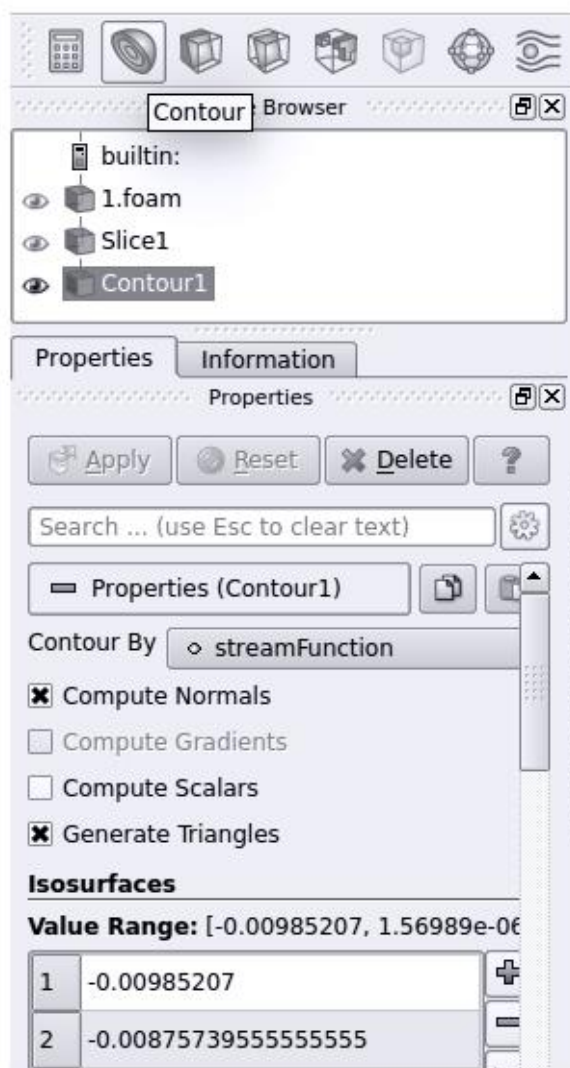 Contour
Browser
builtin:
1.foam
Slice1
Contour1
Properties Information
Properties
Apply Reset Delete ?
Search ... (use Esc to clear text)
Properties (Contour1)
Contour By streamFunction
Compute Normals
Compute Gradients
Compute Scalars
Generate Triangles
Isosurfaces
Value Range: [-0.00985207, 1.56989e-06
1 -0.00985207
2 -0.00875739555555555